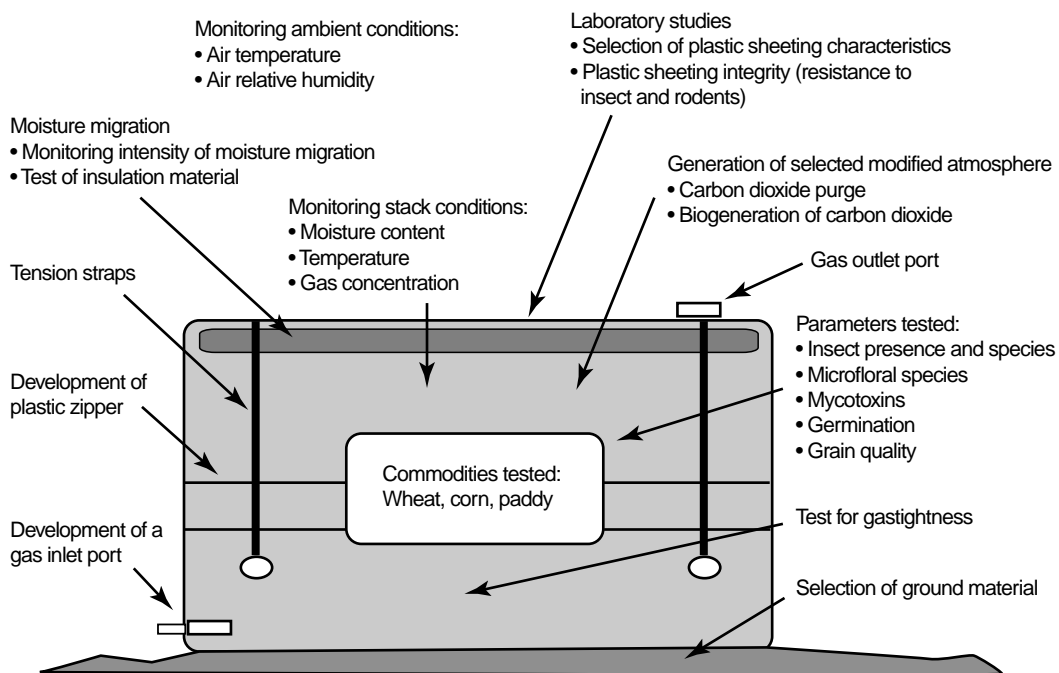 Monitoring ambient conditions:
• Air temperature
• Air relative humidity
Laboratory studies
• Selection of plastic sheeting characteristics
• Plastic sheeting integrity (resistance to
insect and rodents)
Moisture migration
• Monitoring intensity of moisture migration
• Test of insulation material
Generation of selected modified atmosphere
• Carbon dioxide purge
• Biogeneration of carbon dioxide
Monitoring stack conditions:
• Moisture content
• Temperature
• Gas concentration
Tension straps
Gas outlet port
Parameters tested:
• Insect presence and species
• Microfloral species
• Mycotoxins
• Germination
• Grain quality
Development of
plastic zipper
Commodities tested:
Wheat, corn, paddy
Development of a
gas inlet port
Test for gastightness
Selection of ground material